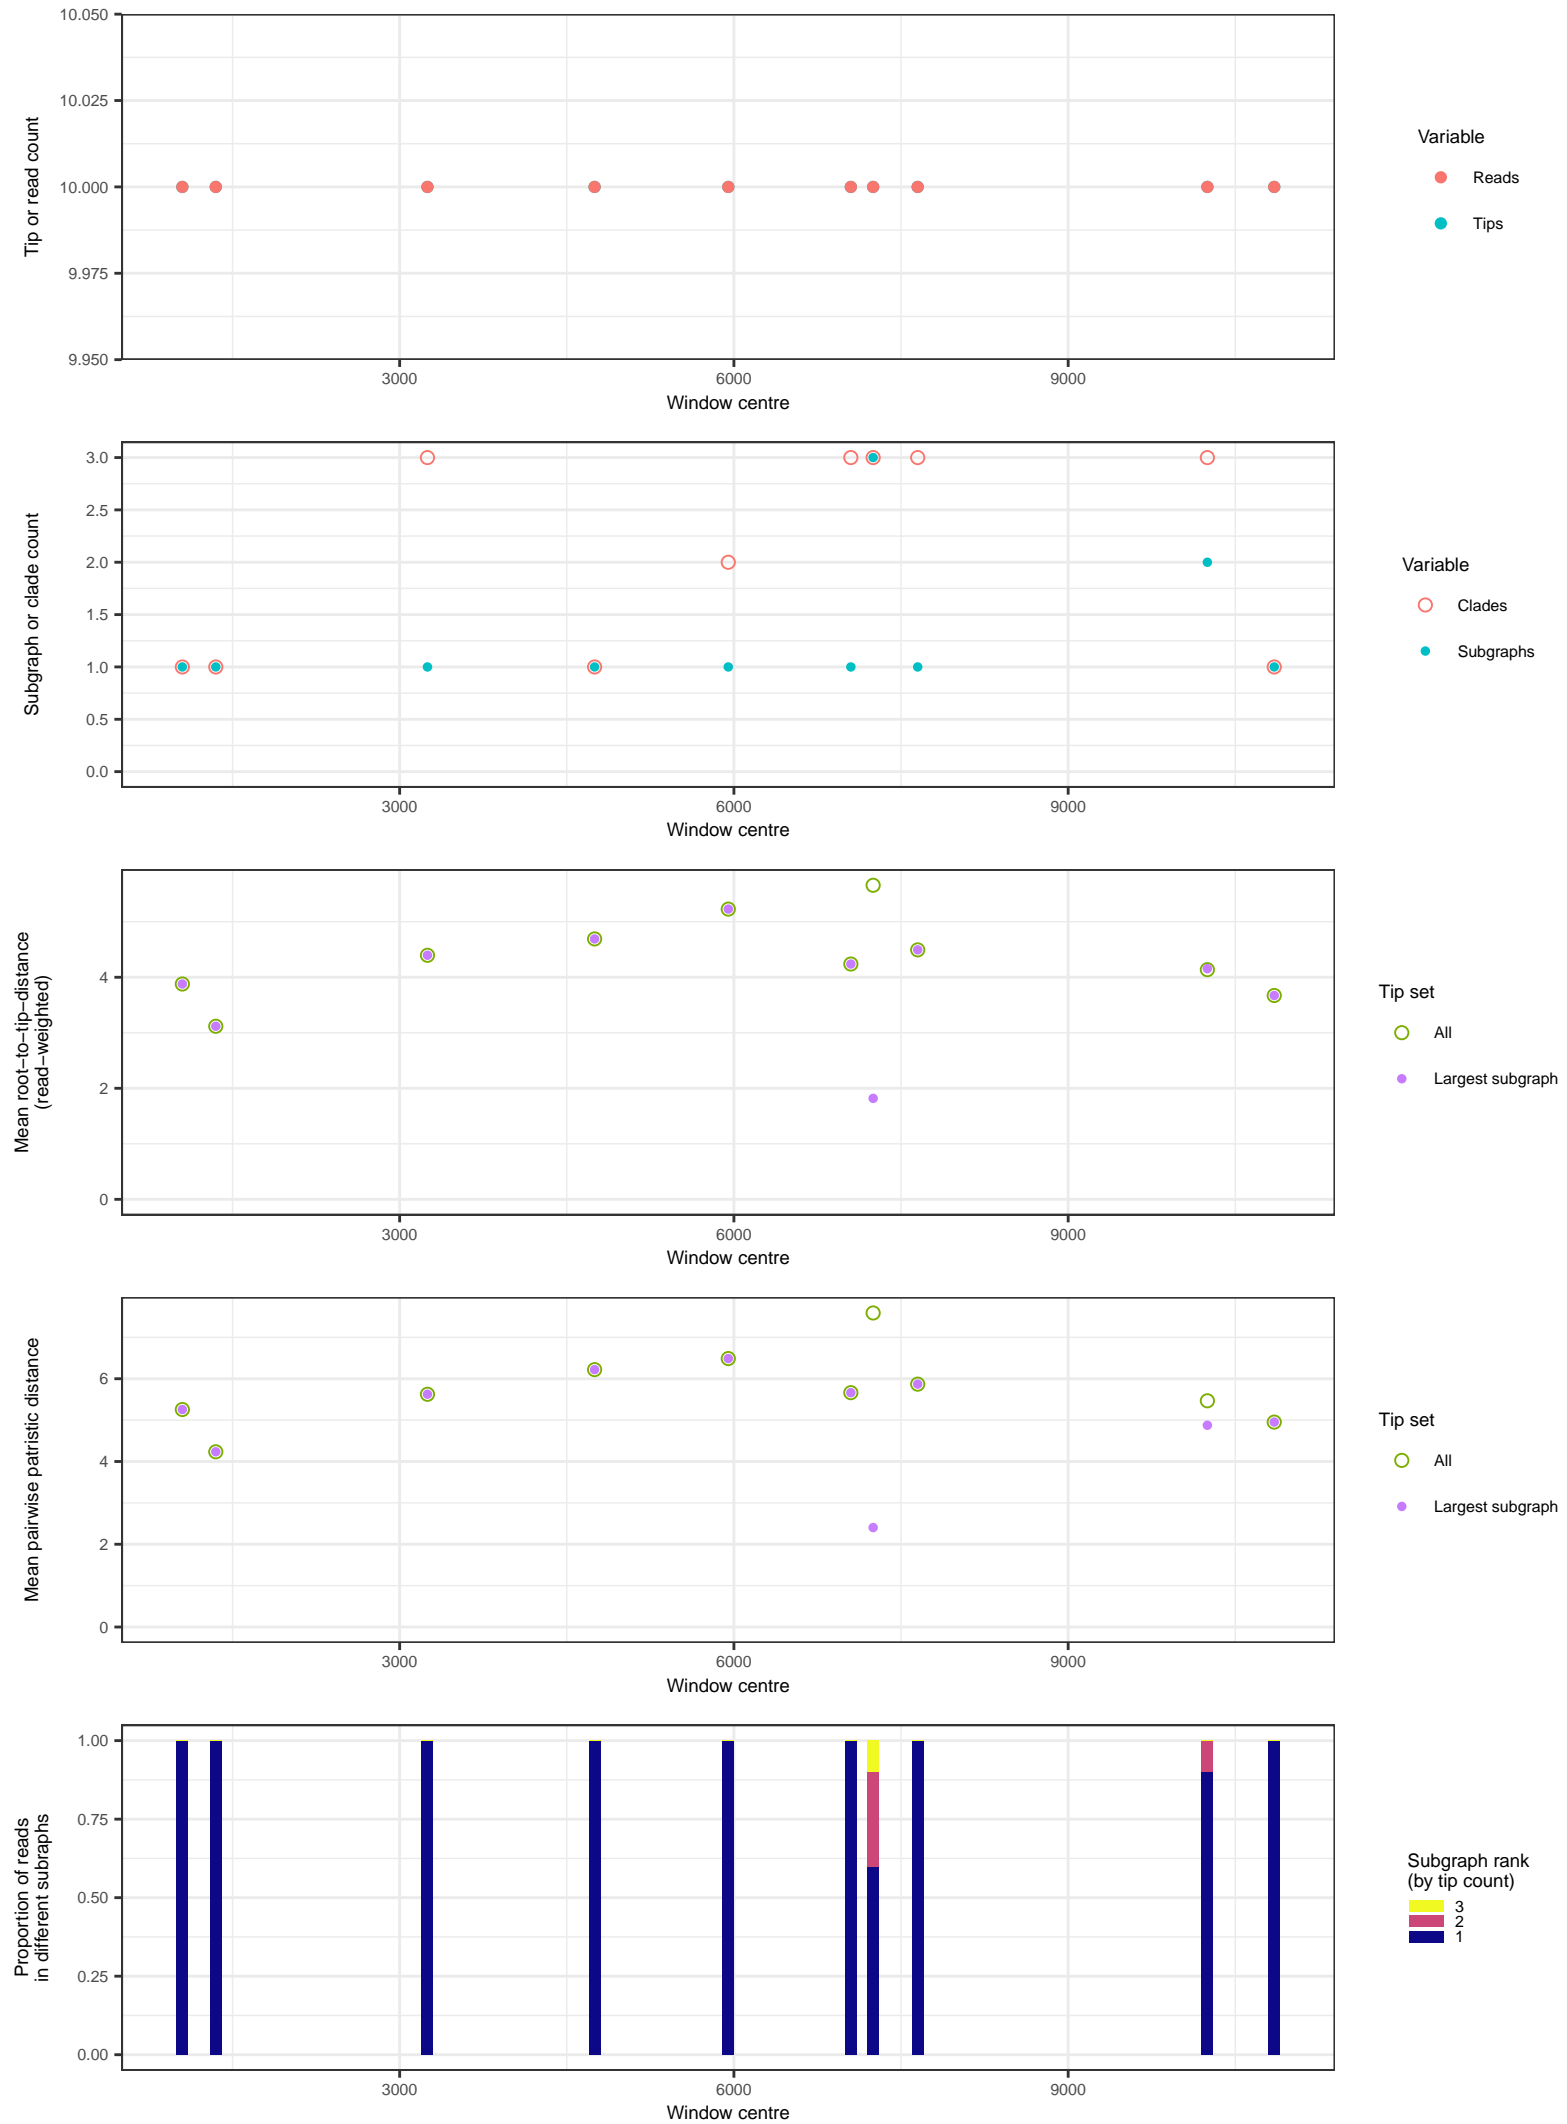 10.050
10.025
10.000
9.975
9.950
Tip or read count
3000 6000 9000
Window centre
Variable
Reads
Tips
3.0
2.5
2.0
1.5
1.0
0.5
0.0
Subgraph or clade count
3000 6000 9000
Window centre
Variable
Clades
Subgraphs
4
2
0
Mean root−to−tip−distance
(read−weighted)
3000 6000 9000
Window centre
Tip set
All
Largest subgraph
6
4
2
0
Mean pairwise patristic distance
3000 6000 9000
Window centre
Tip set
All
Largest subgraph
1.00
0.75
0.50
0.25
0.00
Proportion of reads
in different subraphs
3000 6000 9000
Window centre
Subgraph rank
(by tip count)
3
2
1